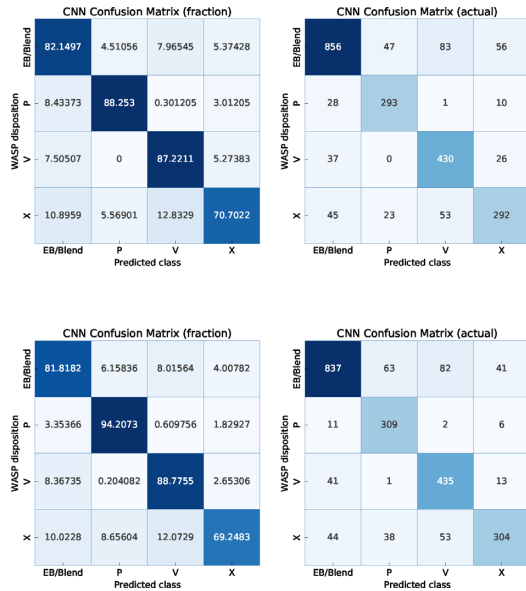 CNN Confusion Matrix (fraction)
WASP disposition
EB/Blend 82.1497 4.51056 7.96545 5.37428
P 8.43373 88.253 0.301205 3.01205
V 7.50507 0 87.2211 5.27383
X 10.8959 5.56901 12.8329 70.7022
EB/Blend P V X
Predicted class
CNN Confusion Matrix (actual)
WASP disposition
EB/Blend 856 47 83 56
P 28 293 1 10
V 37 0 430 26
X 45 23 53 292
EB/Blend P V X
Predicted class
CNN Confusion Matrix (fraction)
WASP disposition
EB/Blend 81.8182 6.15836 8.01564 4.00782
P 3.35366 94.2073 0.609756 1.82927
V 8.36735 0.204082 88.7755 2.65306
X 10.0228 8.65604 12.0729 69.2483
EB/Blend P V X
Predicted class
CNN Confusion Matrix (actual)
WASP disposition
EB/Blend 837 63 82 41
P 11 309 2 6
V 41 1 435 13
X 44 38 53 304
EB/Blend P V X
Predicted class